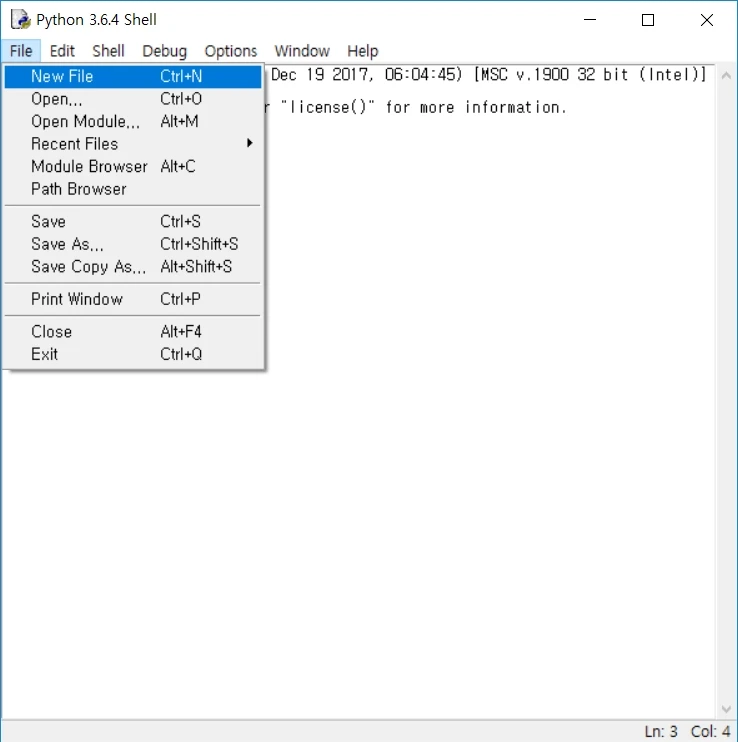 Python 3.6.4 Shell
File Edit Shell Debug Options Window Help
New File Ctrl+N
Dec 19 2017, 06:04:45) [MSC v.1900 32 bit (Intel)]
Open... Ctrl+O
"license()" for more information.
Open Module... Alt+M
Recent Files
Module Browser Alt+C
Path Browser
Save Ctrl+S
Save As... Ctrl+Shift+S
Save Copy As... Alt+Shift+S
Print Window Ctrl+P
Close Alt+F4
Exit Ctrl+Q
Ln: 3 Col: 4